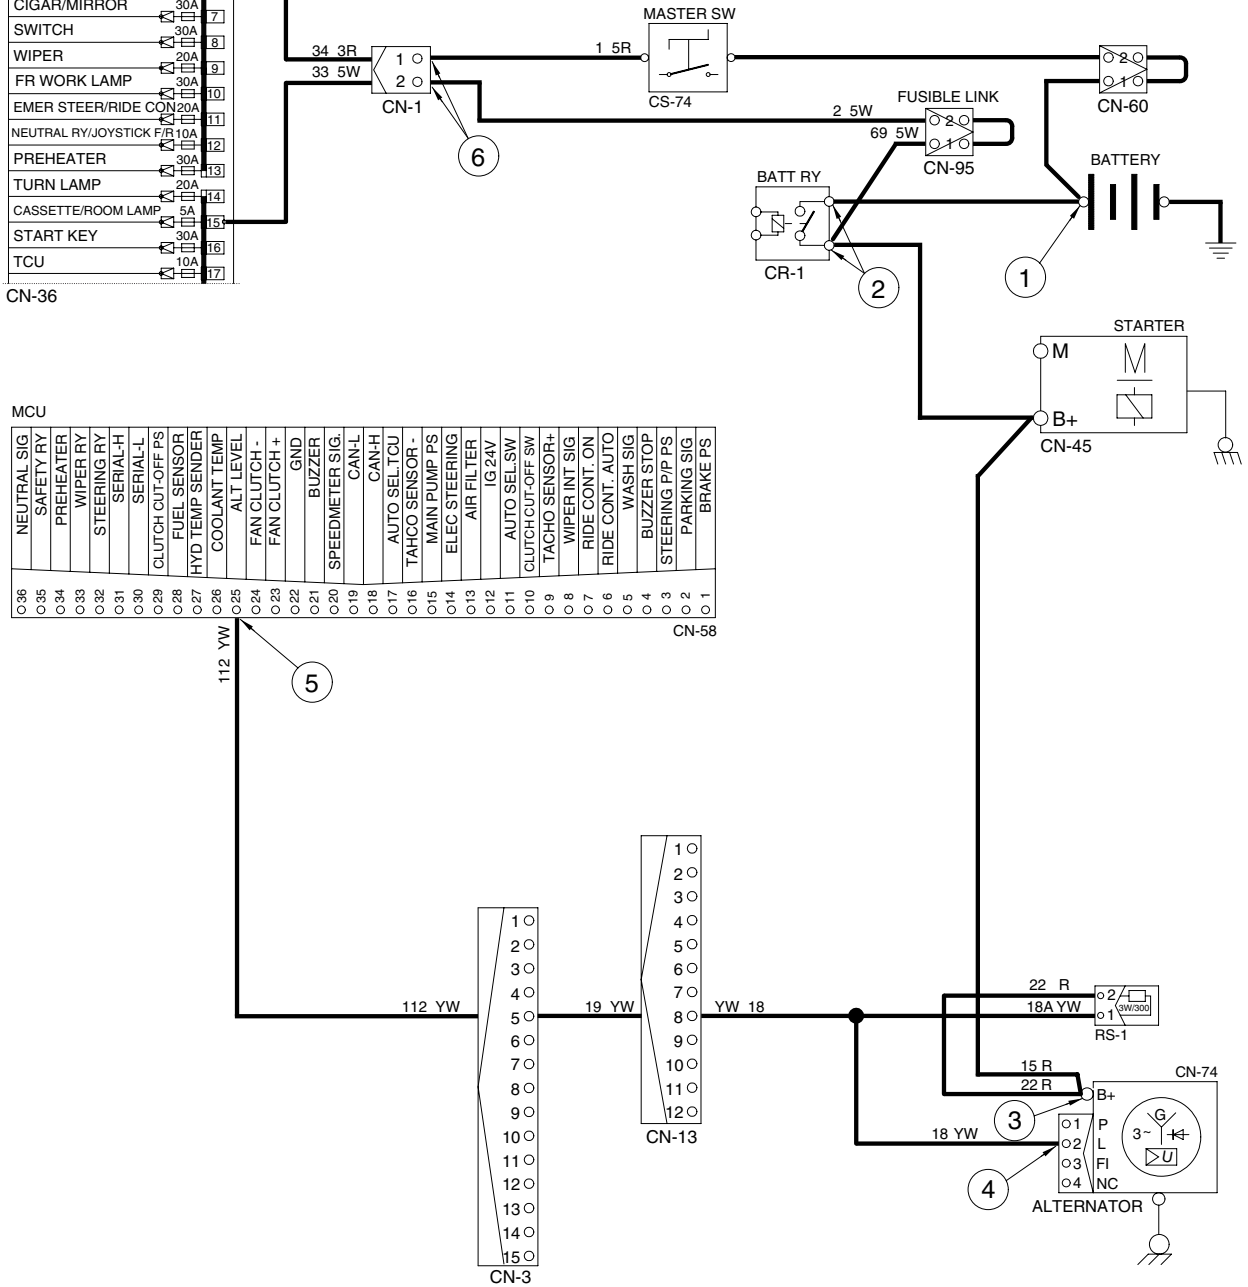 CIGAR/MIRROR 30A 7
SWITCH 30A 8
WIPER 20A 9
FR WORK LAMP 30A 10
EMER STEER/RIDE CON 20A 11
NEUTRAL RY/JOYSTICK F/R 10A 12
PREHEATER 30A 13
TURN LAMP 20A 14
CASSETTE/ROOM LAMP 5A 15
START KEY 30A 16
TCU 10A 17
CN-36
34 3R
33 5W
1
2
CN-1
6
1 5R
MASTER SW
CS-74
2
1
CN-60
2 5W
69 5W
FUSIBLE LINK
2
1
CN-95
BATT RY
CR-1
2
BATTERY
1
STARTER
M
M
B+
CN-45
MCU
NEUTRAL SIG
SAFETY RY
PREHEATER
WIPER RY
STEERING RY
SERIAL-H
SERIAL-L
CLUTCH CUT-OFF PS
FUEL SENSOR
HYD TEMP SENDER
COOLANT TEMP
ALT LEVEL
FAN CLUTCH -
FAN CLUTCH +
GND
BUZZER
SPEEDMETER SIG.
CAN-L
CAN-H
AUTO SEL.TCU
TAHCO SENSOR -
MAIN PUMP PS
ELEC STEERING
AIR FILTER
IG 24V
AUTO SEL.SW
CLUTCH CUT-OFF SW
TACHO SENSOR+
WIPER INT SIG
RIDE CONT. ON
RIDE CONT. AUTO
WASH SIG
BUZZER STOP
STEERING P/P PS
PARKING SIG
BRAKE PS
36 35 34 33 32 31 30 29 28 27 26 25 24 23 22 21 20 19 18 17 16 15 14 13 12 11 10 9 8 7 6 5 4 3 2 1
CN-58
112 YW
5
112 YW
1
2
3
4
5
6
7
8
9
10
11
12
13
14
15
CN-3
19 YW
1
2
3
4
5
6
7
8
9
10
11
12
CN-13
YW 18
22 R
18A YW
2
1
3W/300
RS-1
15 R
22 R
3
CN-74
B+
1 P
2 L
3 FI
4 NC
G
3~
U
18 YW
4
ALTERNATOR